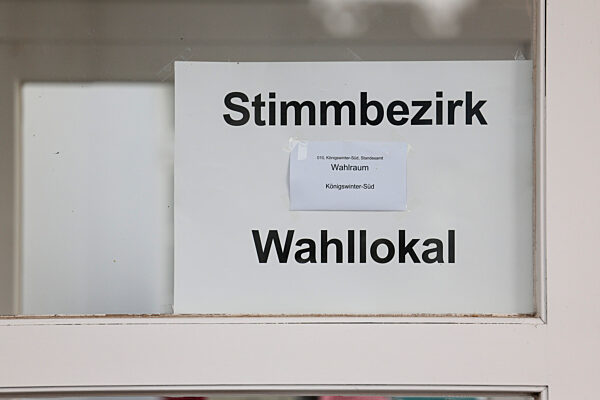 Stimmbezirk
010, Königswinter-Süd, Standesamt
Wahlraum
Königswinter-Süd
Wahllokal